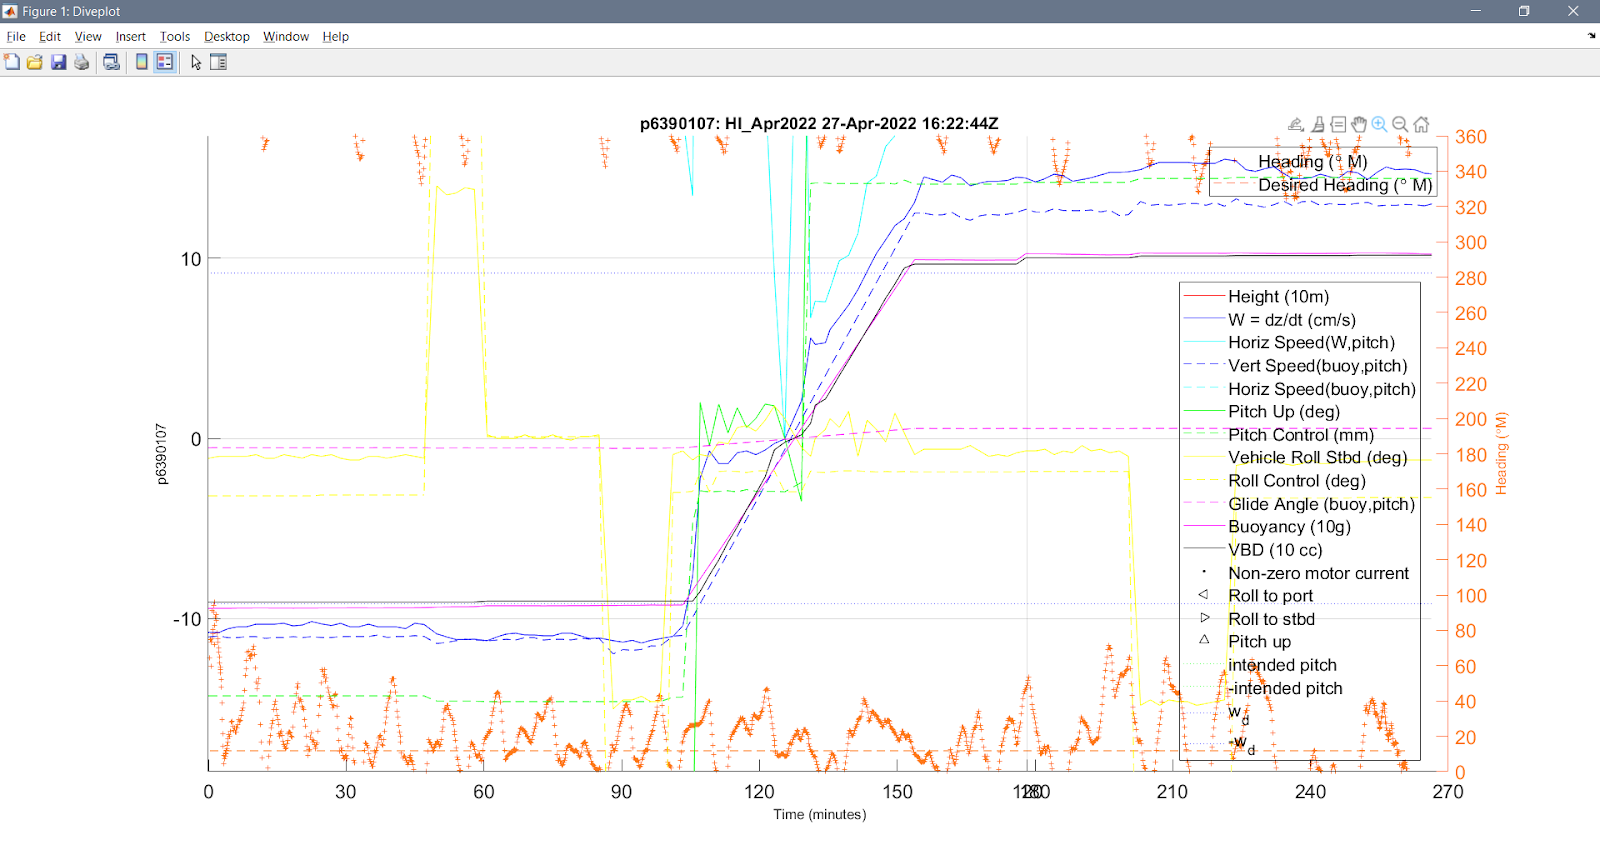 Figure 1: Diveplot
File Edit View Insert Tools Desktop Window Help
p6390107: HI_Apr2022 27-Apr-2022 16:22:44Z
Heading (° M)
Desired Heading (° M)
10
0
-10
p6390107
360
340
320
300
280
260
240
220
200
180
160
140
120
100
80
60
40
20
0
Heading (°M)
Height (10m)
W = dz/dt (cm/s)
Horiz Speed(W,pitch)
Vert Speed(buoy,pitch)
Horiz Speed(buoy,pitch)
Pitch Up (deg)
Pitch Control (mm)
Vehicle Roll Stbd (deg)
Roll Control (deg)
Glide Angle (buoy,pitch)
Buoyancy (10g)
VBD (10 cc)
Non-zero motor current
Roll to port
Roll to stbd
Pitch up
intended pitch
-intended pitch
w_d
-w_d
0 30 60 90 120 150 180 210 240 270
Time (minutes)